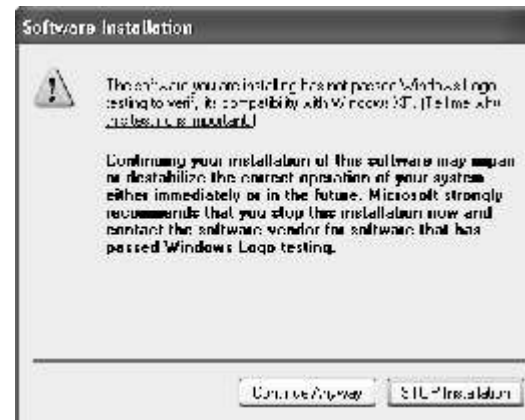 Software Installation
The software you are installing has not passed Windows Logo
testing to verify its compatibility with Windows XP. (Tell me why
this testing is important.)
Continuing your installation of this software may impair
or destabilize the correct operation of your system
either immediately or in the future. Microsoft strongly
recommends that you stop this installation now and
contact the software vendor for software that has
passed Windows Logo testing.
Continue Anyway
STOP Installation